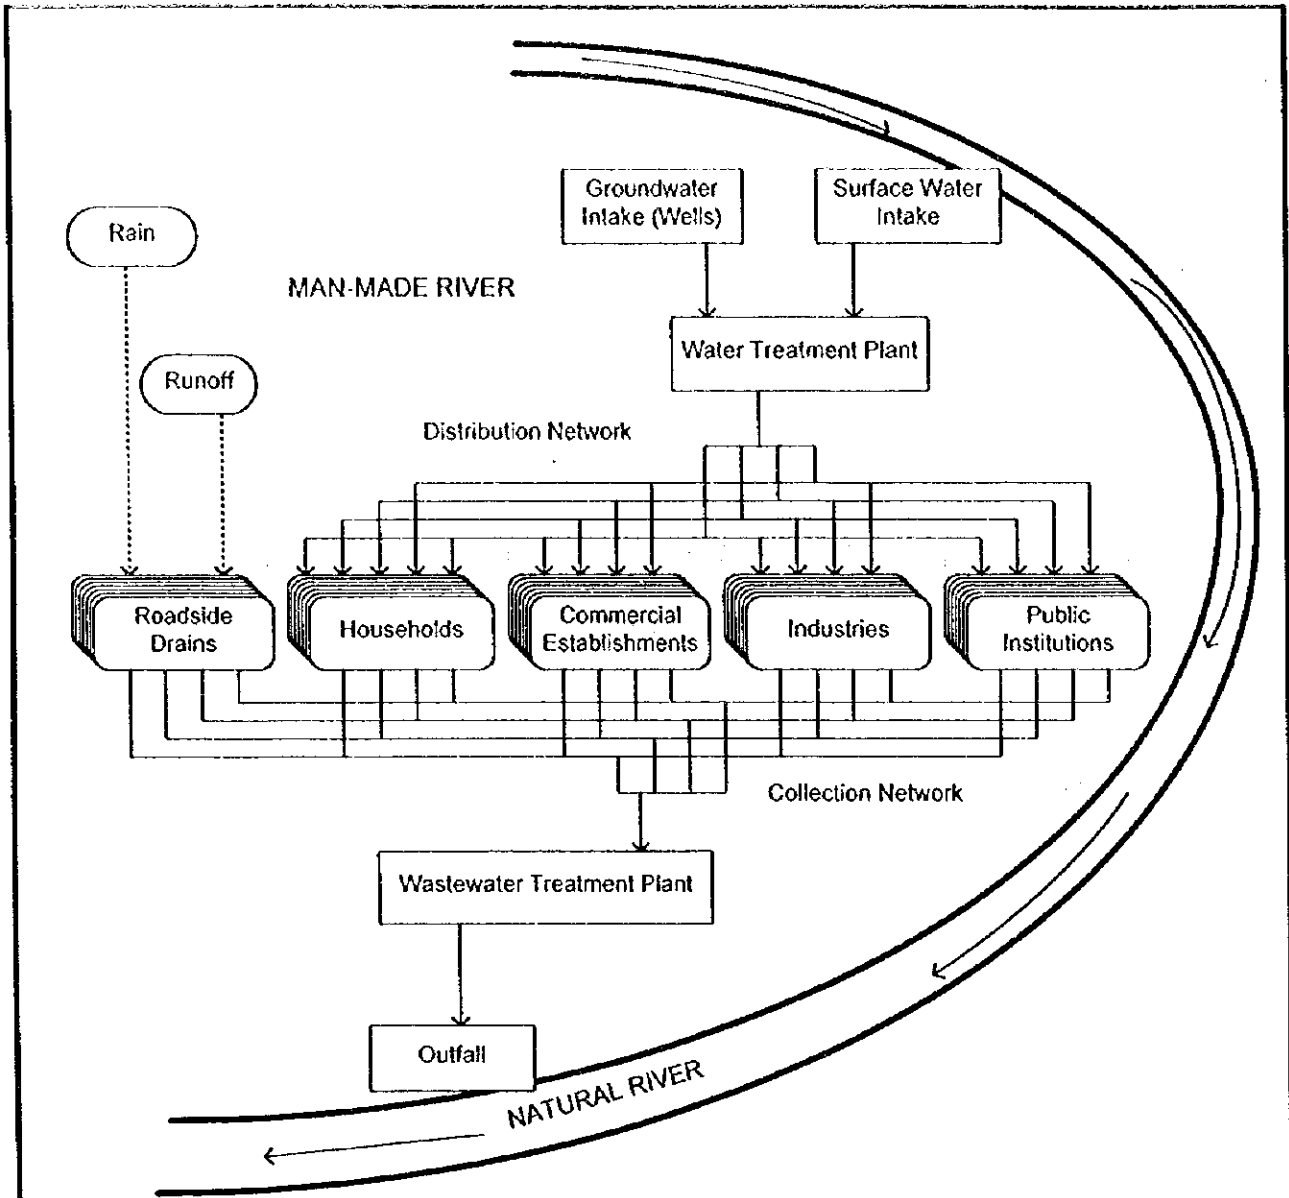 Groundwater
Intake (Wells)
Surface Water
Intake
Rain
MAN-MADE RIVER
Water Treatment Plant
Runoff
Distribution Network
Roadside
Drains
Households
Commercial
Establishments
Industries
Public
Institutions
Collection Network
Wastewater Treatment Plant
Outfall
NATURAL RIVER